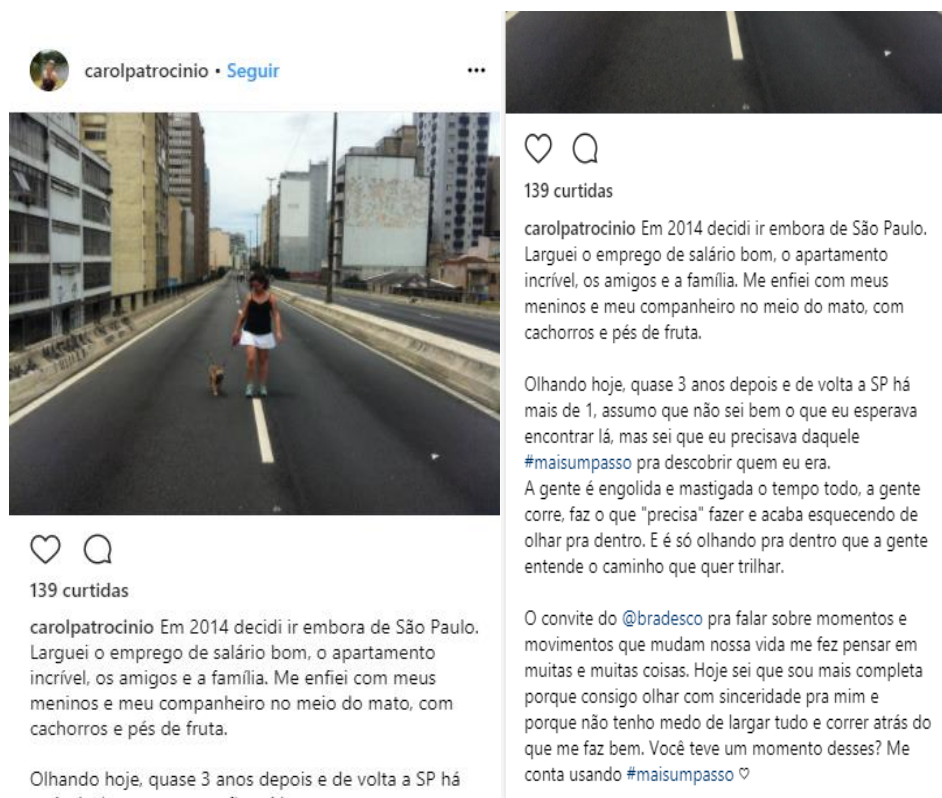 carolpatrocinio • Seguir
139 curtidas
carolpatrocinio Em 2014 decidi ir embora de São Paulo.
Larguei o emprego de salário bom, o apartamento
incrível, os amigos e a família. Me enfiei com meus
meninos e meu companheiro no meio do mato, com
cachorros e pés de fruta.
Olhando hoje, quase 3 anos depois e de volta a SP há
139 curtidas
carolpatrocinio Em 2014 decidi ir embora de São Paulo.
Larguei o emprego de salário bom, o apartamento
incrível, os amigos e a família. Me enfiei com meus
meninos e meu companheiro no meio do mato, com
cachorros e pés de fruta.
Olhando hoje, quase 3 anos depois e de volta a SP há
mais de 1, assumo que não sei bem o que eu esperava
encontrar lá, mas sei que eu precisava daquele
#maisumpasso pra descobrir quem eu era.
A gente é engolida e mastigada o tempo todo, a gente
corre, faz o que "precisa" fazer e acaba esquecendo de
olhar pra dentro. E é só olhando pra dentro que a gente
entende o caminho que quer trilhar.
O convite do @bradesco pra falar sobre momentos e
movimentos que mudam nossa vida me fez pensar em
muitas e muitas coisas. Hoje sei que sou mais completa
porque consigo olhar com sinceridade pra mim e
porque não tenho medo de largar tudo e correr atrás do
que me faz bem. Você teve um momento desses? Me
conta usando #maisumpasso ♡